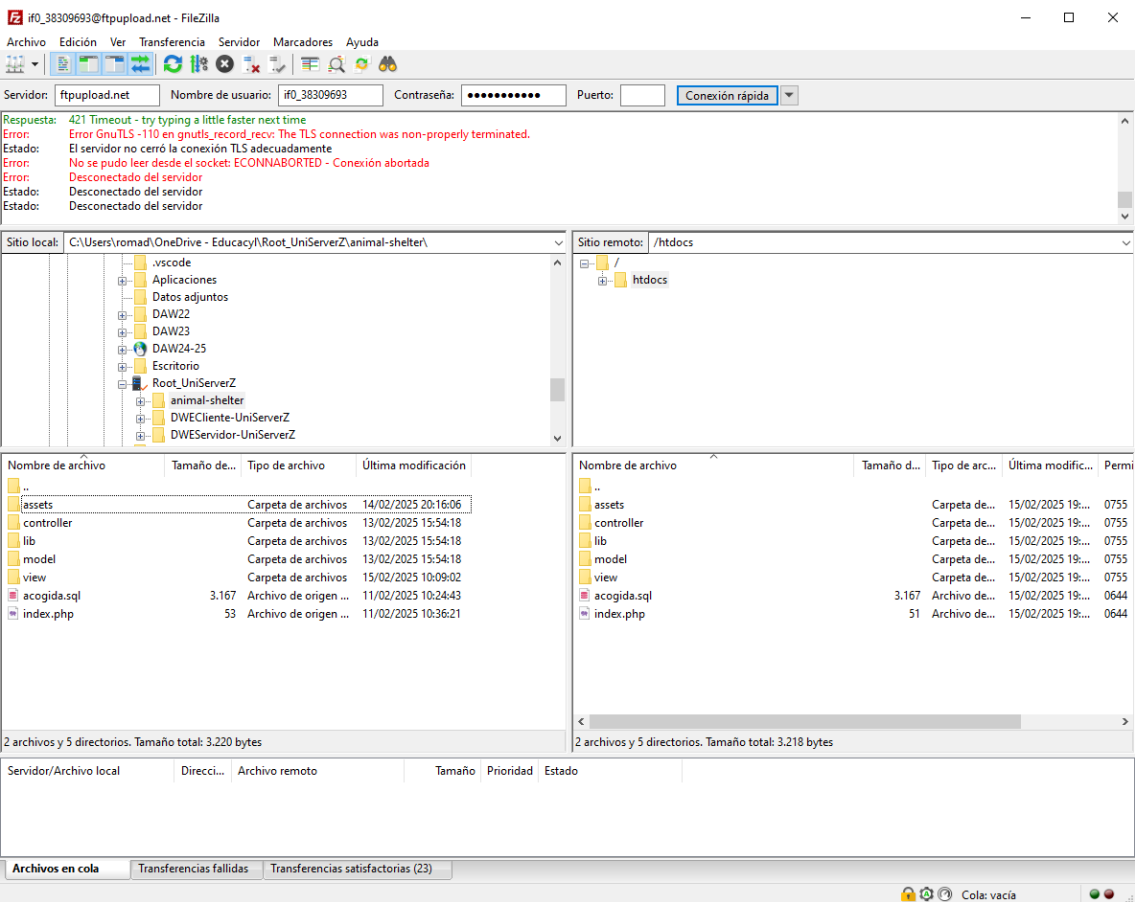 if0_38309693@ftpupload.net - FileZilla
Archivo Edición Ver Transferencia Servidor Marcadores Ayuda
Servidor: ftpupload.net Nombre de usuario: if0_38309693 Contraseña: ●●●●●●●●●●● Puerto: Conexión rápida
Respuesta: 421 Timeout - try typing a little faster next time
Error: Error GnuTLS -110 en gnutls_record_recv: The TLS connection was non-properly terminated.
Estado: El servidor no cerró la conexión TLS adecuadamente
Error: No se pudo leer desde el socket: ECONNABORTED - Conexión abortada
Error: Desconectado del servidor
Estado: Desconectado del servidor
Estado: Desconectado del servidor
Sitio local: C:\Users\romad\OneDrive - Educacyl\Root_UniServerZ\animal-shelter\
.vscode
Aplicaciones
Datos adjuntos
DAW22
DAW23
DAW24-25
Escritorio
Root_UniServerZ
animal-shelter
DWECliente-UniServerZ
DWEServidor-UniServerZ
Sitio remoto: /htdocs
/
htdocs
Nombre de archivo Tamaño de... Tipo de archivo Última modificación
..
assets Carpeta de archivos 14/02/2025 20:16:06
controller Carpeta de archivos 13/02/2025 15:54:18
lib Carpeta de archivos 13/02/2025 15:54:18
model Carpeta de archivos 13/02/2025 15:54:18
view Carpeta de archivos 15/02/2025 10:09:02
acogida.sql 3.167 Archivo de origen ... 11/02/2025 10:24:43
index.php 53 Archivo de origen ... 11/02/2025 10:36:21
2 archivos y 5 directorios. Tamaño total: 3.220 bytes
Nombre de archivo Tamaño d... Tipo de arc... Última modific... Permi
..
assets Carpeta de... 15/02/2025 19:... 0755
controller Carpeta de... 15/02/2025 19:... 0755
lib Carpeta de... 15/02/2025 19:... 0755
model Carpeta de... 15/02/2025 19:... 0755
view Carpeta de... 15/02/2025 19:... 0755
acogida.sql 3.167 Archivo de... 15/02/2025 19:... 0644
index.php 51 Archivo de... 15/02/2025 19:... 0644
2 archivos y 5 directorios. Tamaño total: 3.218 bytes
Servidor/Archivo local Direcci... Archivo remoto Tamaño Prioridad Estado
Archivos en cola Transferencias fallidas Transferencias satisfactorias (23)
Cola: vacía